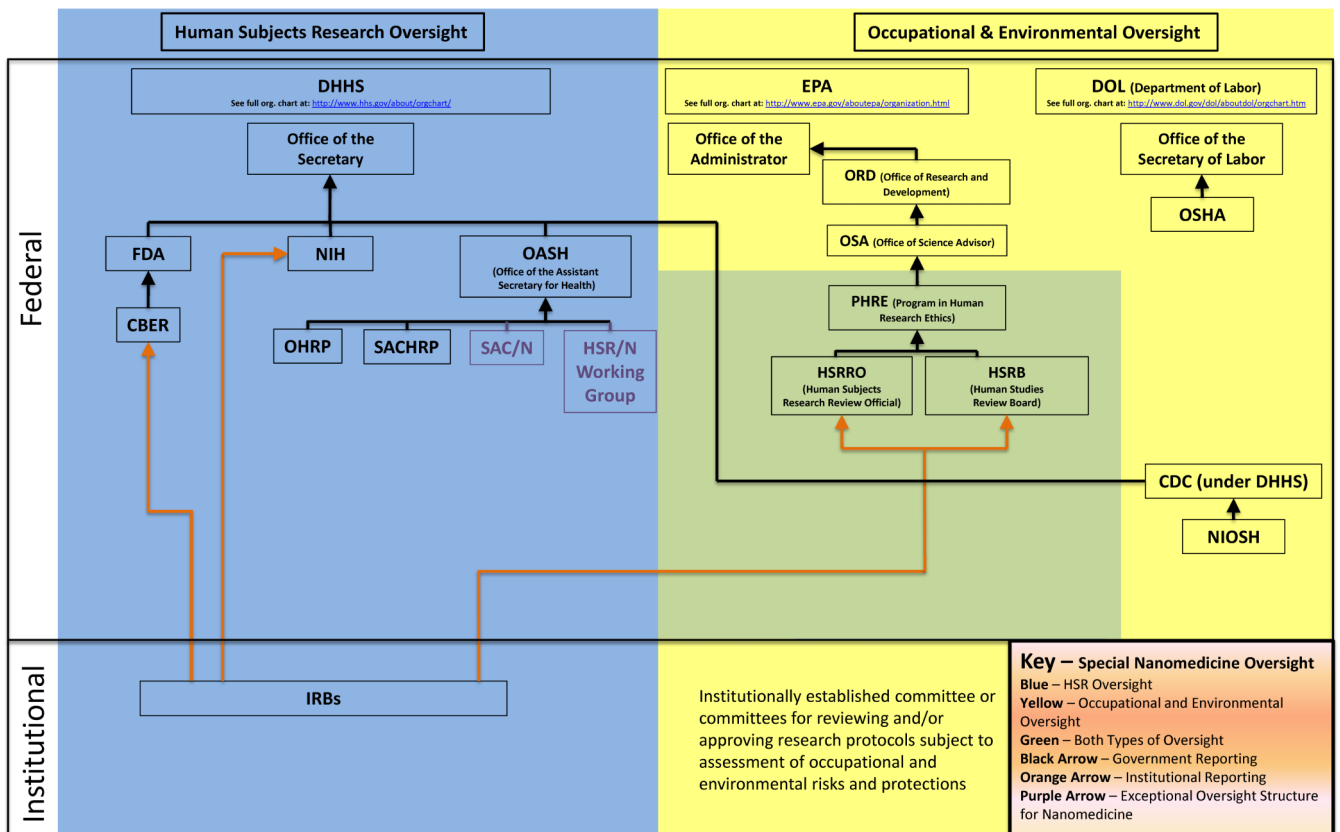 Human Subjects Research Oversight
Occupational & Environmental Oversight
Federal
DHHS
See full org. chart at: http://www.hhs.gov/about/orgchart/
EPA
See full org. chart at: http://www.epa.gov/aboutepa/organization.html
DOL (Department of Labor)
See full org. chart at: http://www.dol.gov/dol/aboutdol/orgchart.htm
Office of the
Secretary
Office of the
Administrator
Office of the
Secretary of Labor
ORD (Office of Research and
Development)
OSHA
FDA
NIH
OASH
(Office of the Assistant
Secretary for Health)
OSA (Office of Science Advisor)
CBER
PHRE (Program in Human
Research Ethics)
OHRP
SACHRP
SAC/N
HSR/N
Working
Group
HSRRO
(Human Subjects
Research Review Official)
HSRB
(Human Studies
Review Board)
CDC (under DHHS)
NIOSH
Institutional
IRBs
Institutionally established committee or
committees for reviewing and/or
approving research protocols subject to
assessment of occupational and
environmental risks and protections
Key – Special Nanomedicine Oversight
Blue – HSR Oversight
Yellow – Occupational and Environmental
Oversight
Green – Both Types of Oversight
Black Arrow – Government Reporting
Orange Arrow – Institutional Reporting
Purple Arrow – Exceptional Oversight Structure
for Nanomedicine